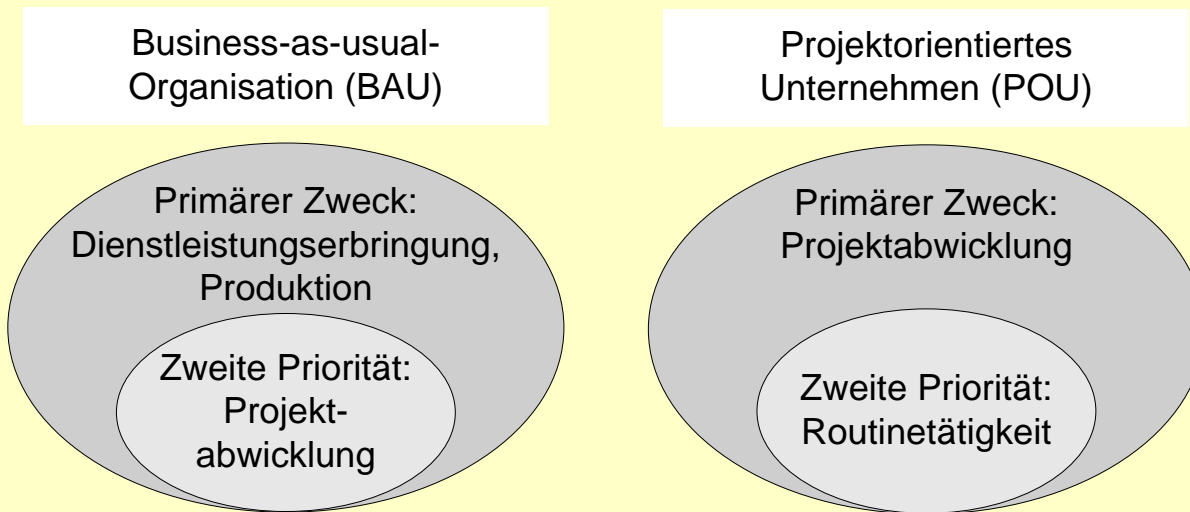 Business-as-usual-
Organisation (BAU)
Primärer Zweck:
Dienstleistungserbringung,
Produktion
Zweite Priorität:
Projekt-
abwicklung
Projektorientiertes
Unternehmen (POU)
Primärer Zweck:
Projektabwicklung
Zweite Priorität:
Routinetätigkeit